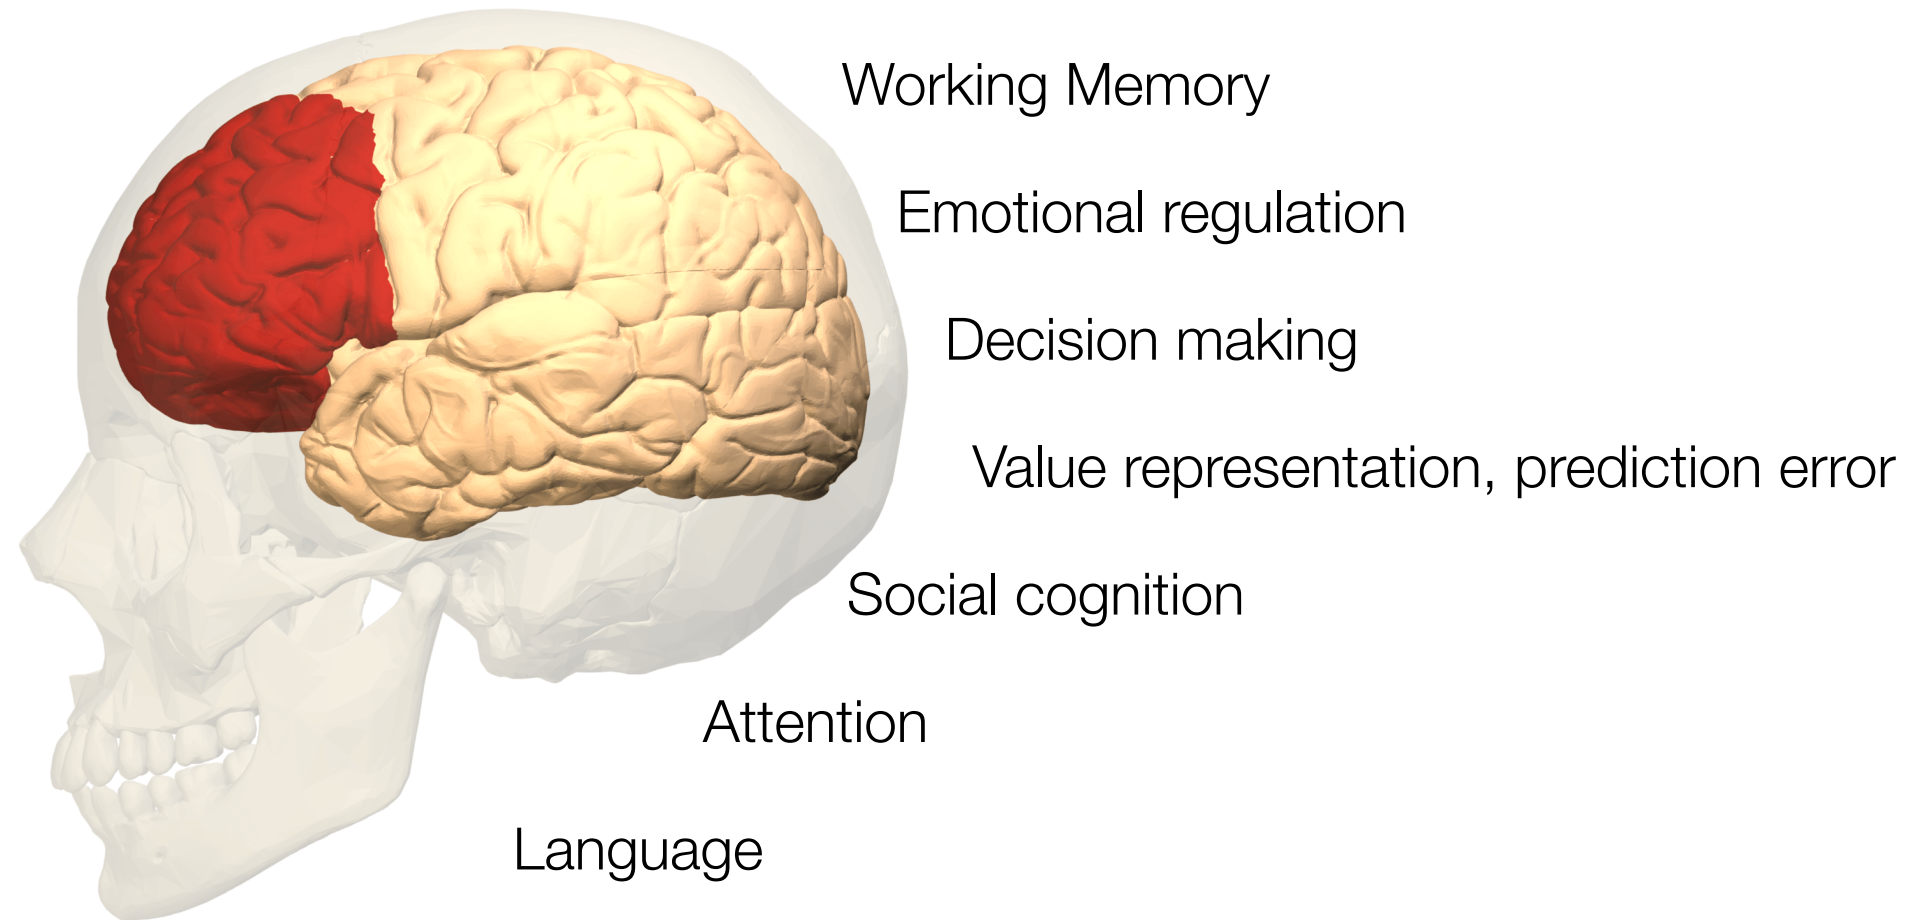 Working Memory
Emotional regulation
Decision making
Value representation, prediction error
Social cognition
Attention
Language